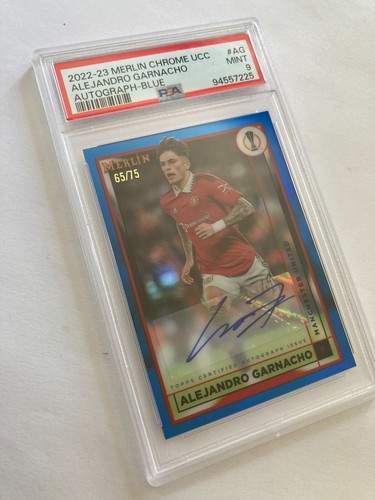 2022-23 MERLIN CHROME UCC #AG
ALEJANDRO GARNACHO MINT
AUTOGRAPH-BLUE 9
PSA 94557225
MERLIN
65/75
MANCHESTER UNITED
TOPPS CERTIFIED AUTOGRAPH ISSUE
ALEJANDRO GARNACHO